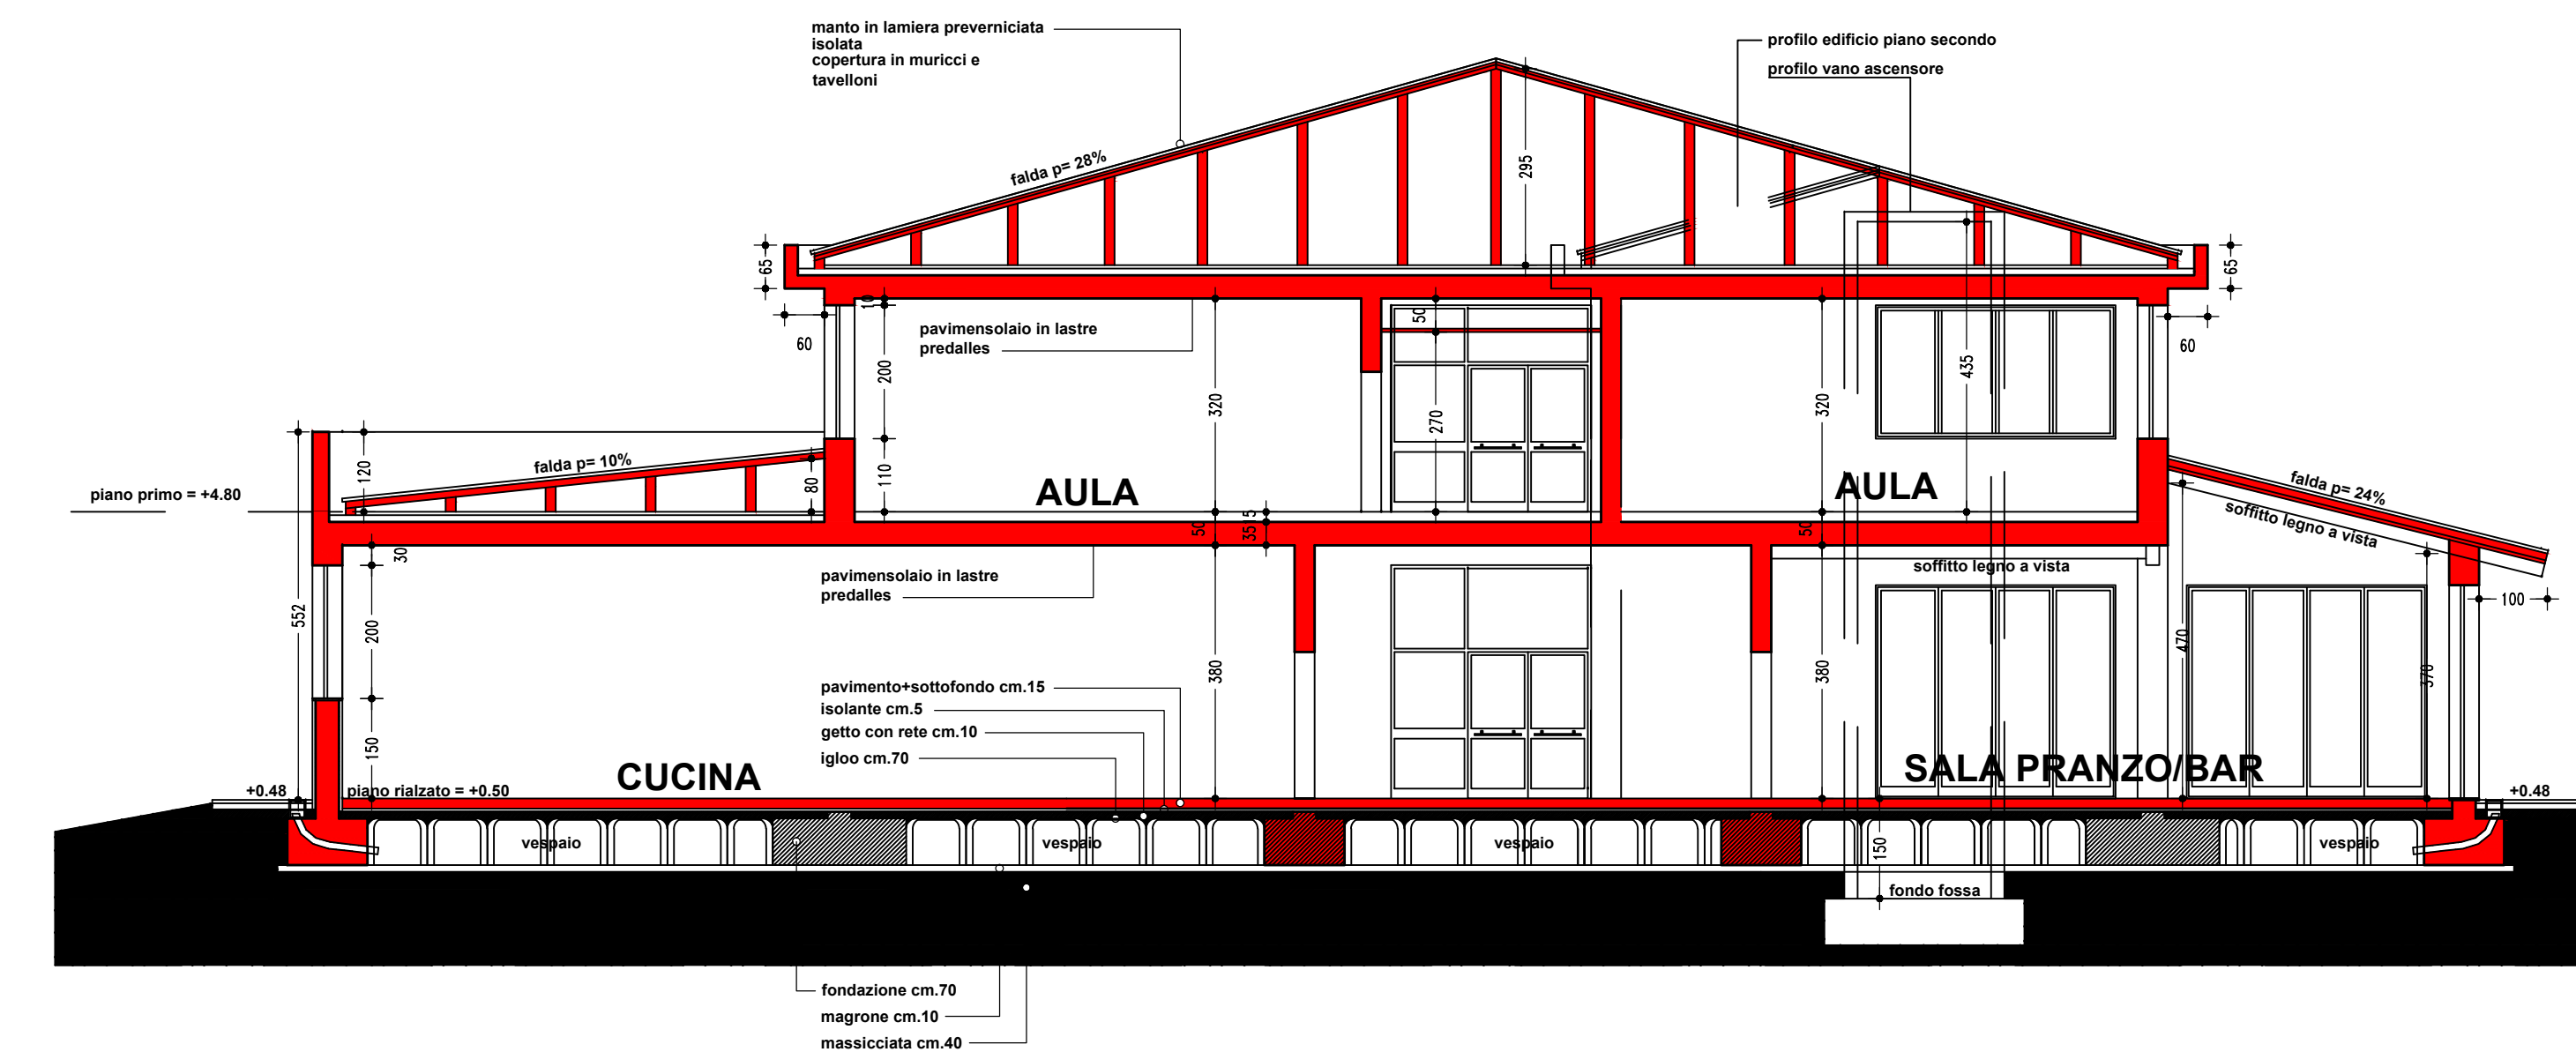 manto in lamiera preverniciata
isolata
copertura in muricci e
tavelloni
profilo edificio piano secondo
profilo vano ascensore
falda p= 28%
295
65
65
10
60
60
pavimensolaio in lastre
predalles
50
200
320
270
320
435
110
120
falda p= 10%
80
piano primo = +4.80
AULA
AULA
falda p= 24%
soffitto legno a vista
50
35
15
50
30
pavimensolaio in lastre
predalles
soffitto legno a vista
100
552
200
380
380
470
370
150
pavimento+sottofondo cm.15
isolante cm.5
getto con rete cm.10
igloo cm.70
CUCINA
SALA PRANZO/BAR
+0.48
piano rialzato = +0.50
+0.48
vespaio
vespaio
vespaio
vespaio
150
fondo fossa
fondazione cm.70
magrone cm.10
massicciata cm.40